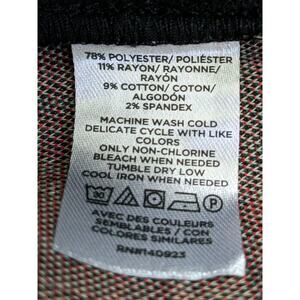 78% POLYESTER/ POLIÉSTER
11% RAYON/ RAYONNE/
RAYÓN
9% COTTON/ COTON/
ALGODÓN
2% SPANDEX
MACHINE WASH COLD
DELICATE CYCLE WITH LIKE
COLORS
ONLY NON-CHLORINE
BLEACH WHEN NEEDED
TUMBLE DRY LOW
COOL IRON WHEN NEEDED
P
AVEC DES COULEURS
SEMBLABLES / CON
COLORES SIMILARES
RN#140923